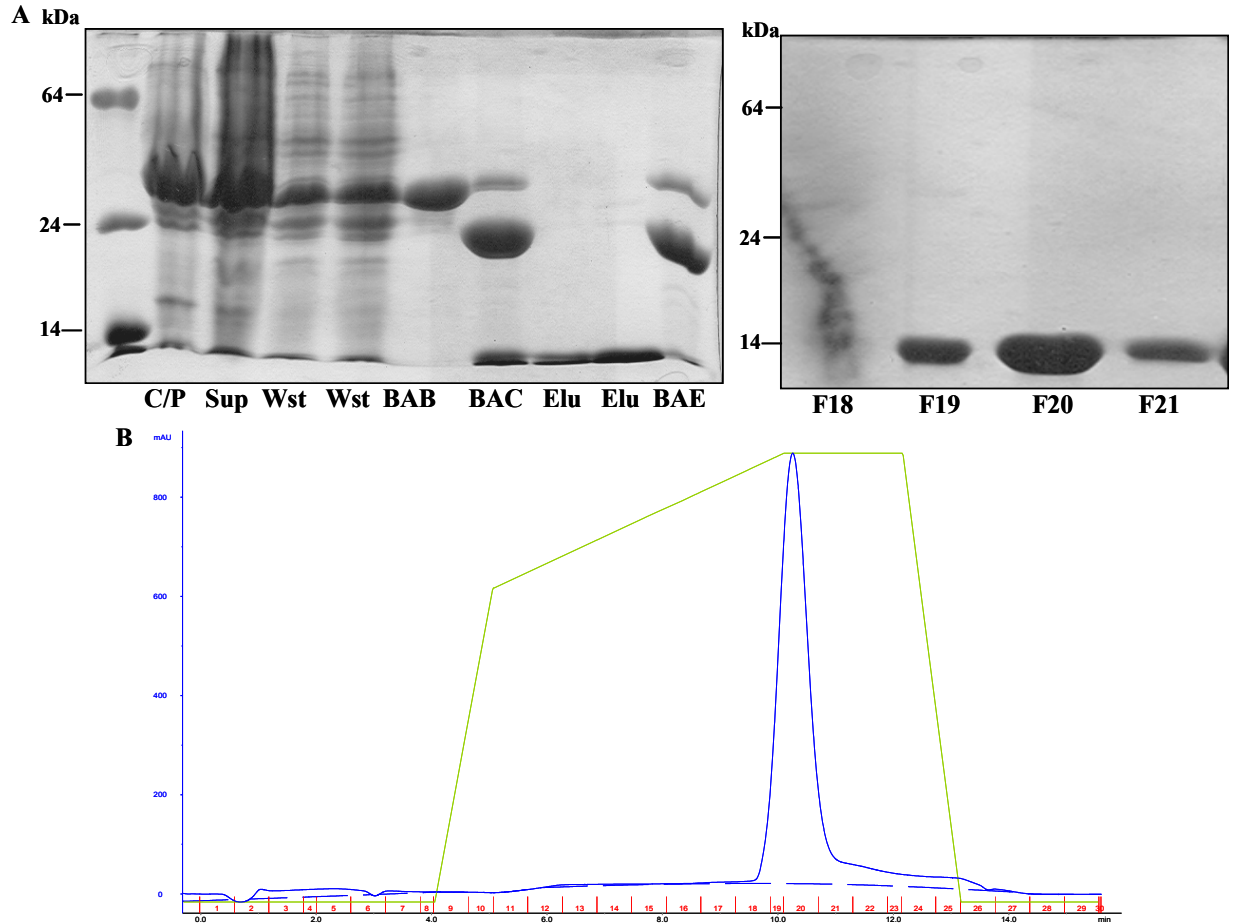 A kDa
kDa
64
24
14
64
24
14
C/P Sup Wst Wst BAB BAC Elu Elu BAE
F18 F19 F20 F21
B
mAU
800
600
400
200
0
1 2 3 4 5 6 7 8 9 10 11 12 13 14 15 16 17 18 19 20 21 22 23 24 25 26 27 28 29 30
0.0 2.0 4.0 6.0 8.0 10.0 12.0 14.0 min